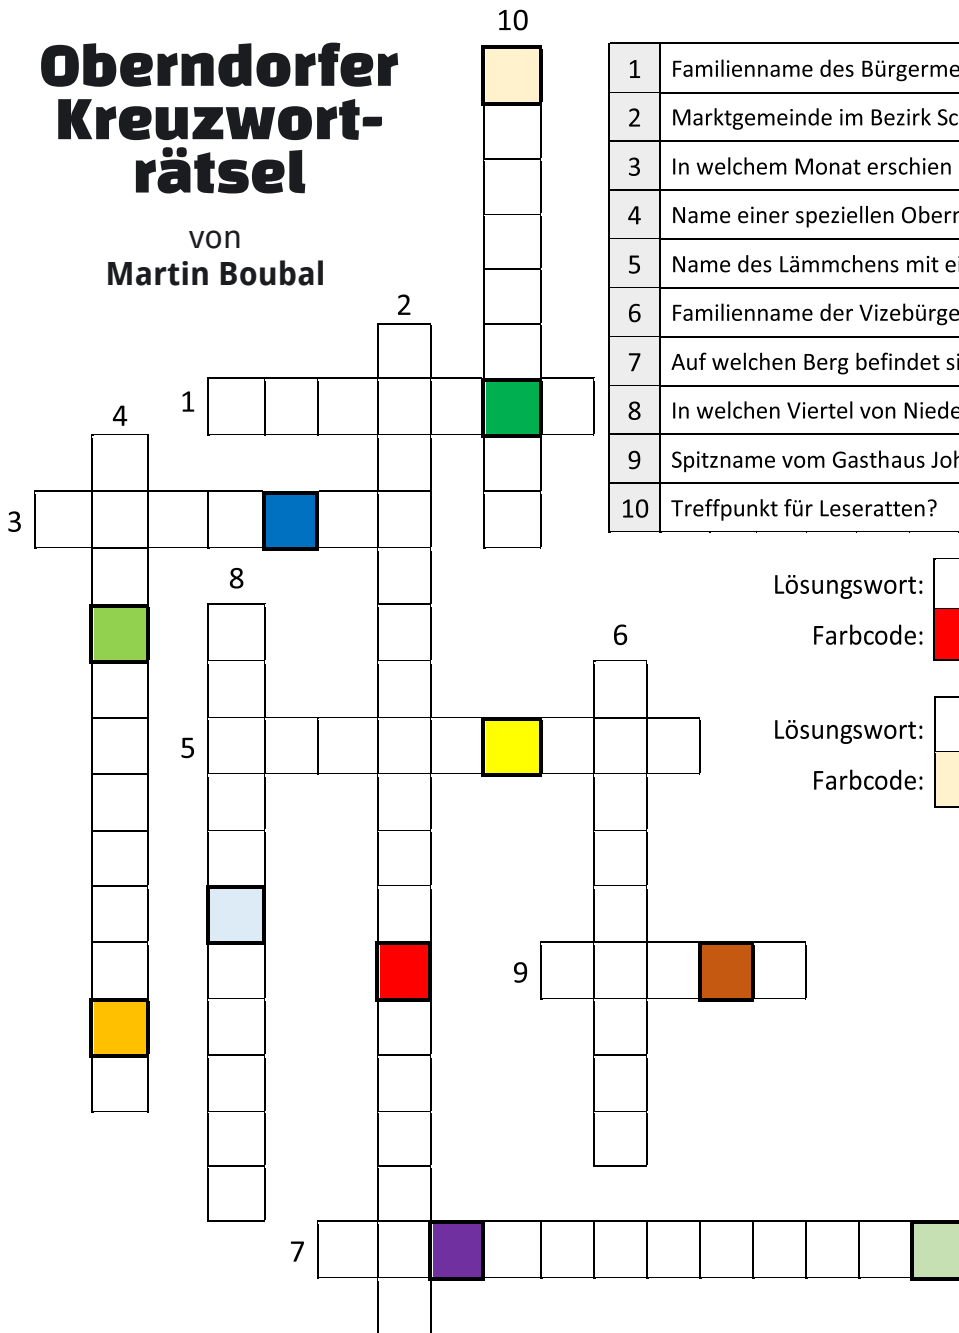 Oberndorfer
Kreuzwort-
rätsel
von
Martin Boubal
10
2
1
4
3
8
6
5
9
7
1 Familienname des Bürgerme
2 Marktgemeinde im Bezirk Sc
3 In welchem Monat erschien
4 Name einer speziellen Obern
5 Name des Lämmchens mit ei
6 Familienname der Vizebürge
7 Auf welchen Berg befindet si
8 In welchen Viertel von Niede
9 Spitzname vom Gasthaus Joh
10 Treffpunkt für Leseratten?
Lösungswort:
Farbcode:
Lösungswort:
Farbcode: